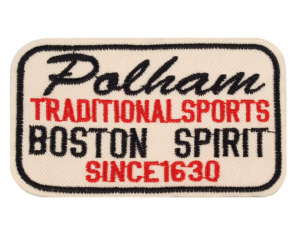 Polham
TRADITIONALSPORTS
BOSTON SPIRIT
SINCE1630